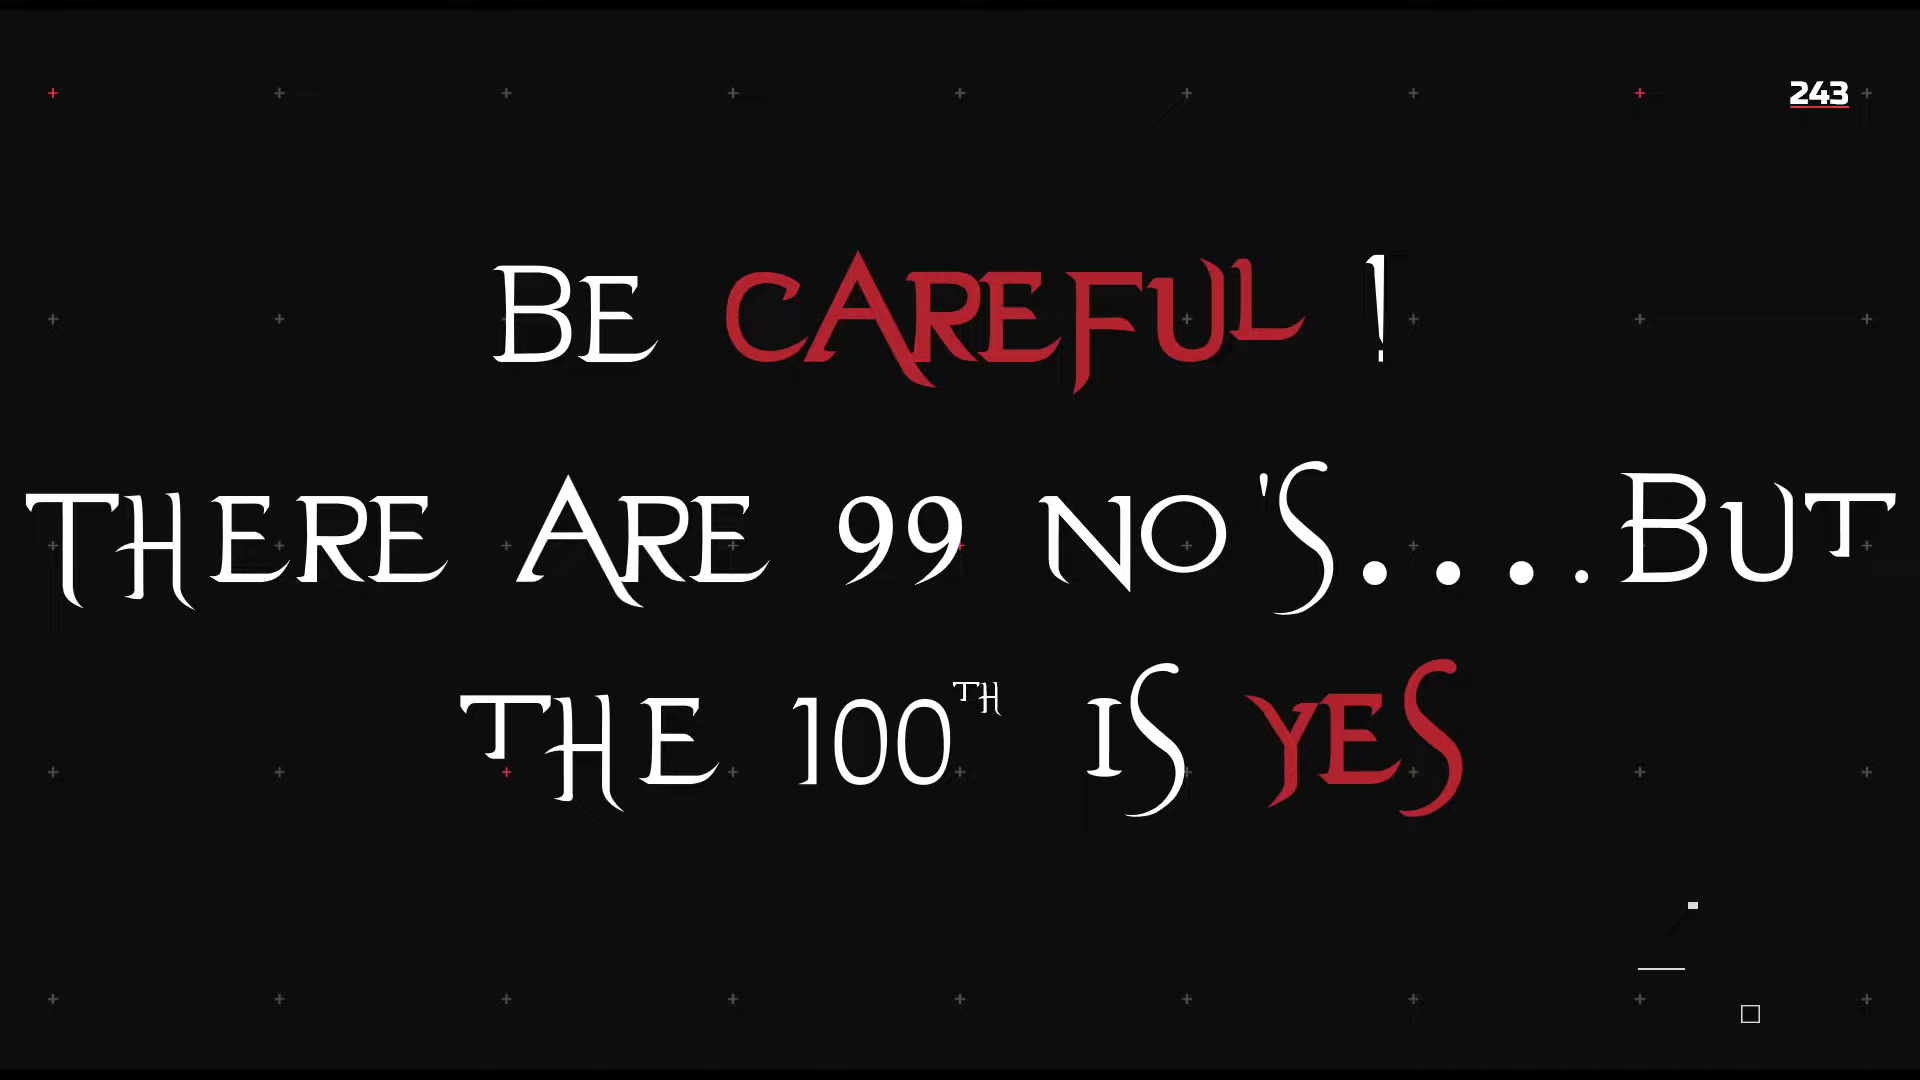 243
BE CAREFUL !
THERE ARE 99 NO'S....BUT
THE 100TH IS YES